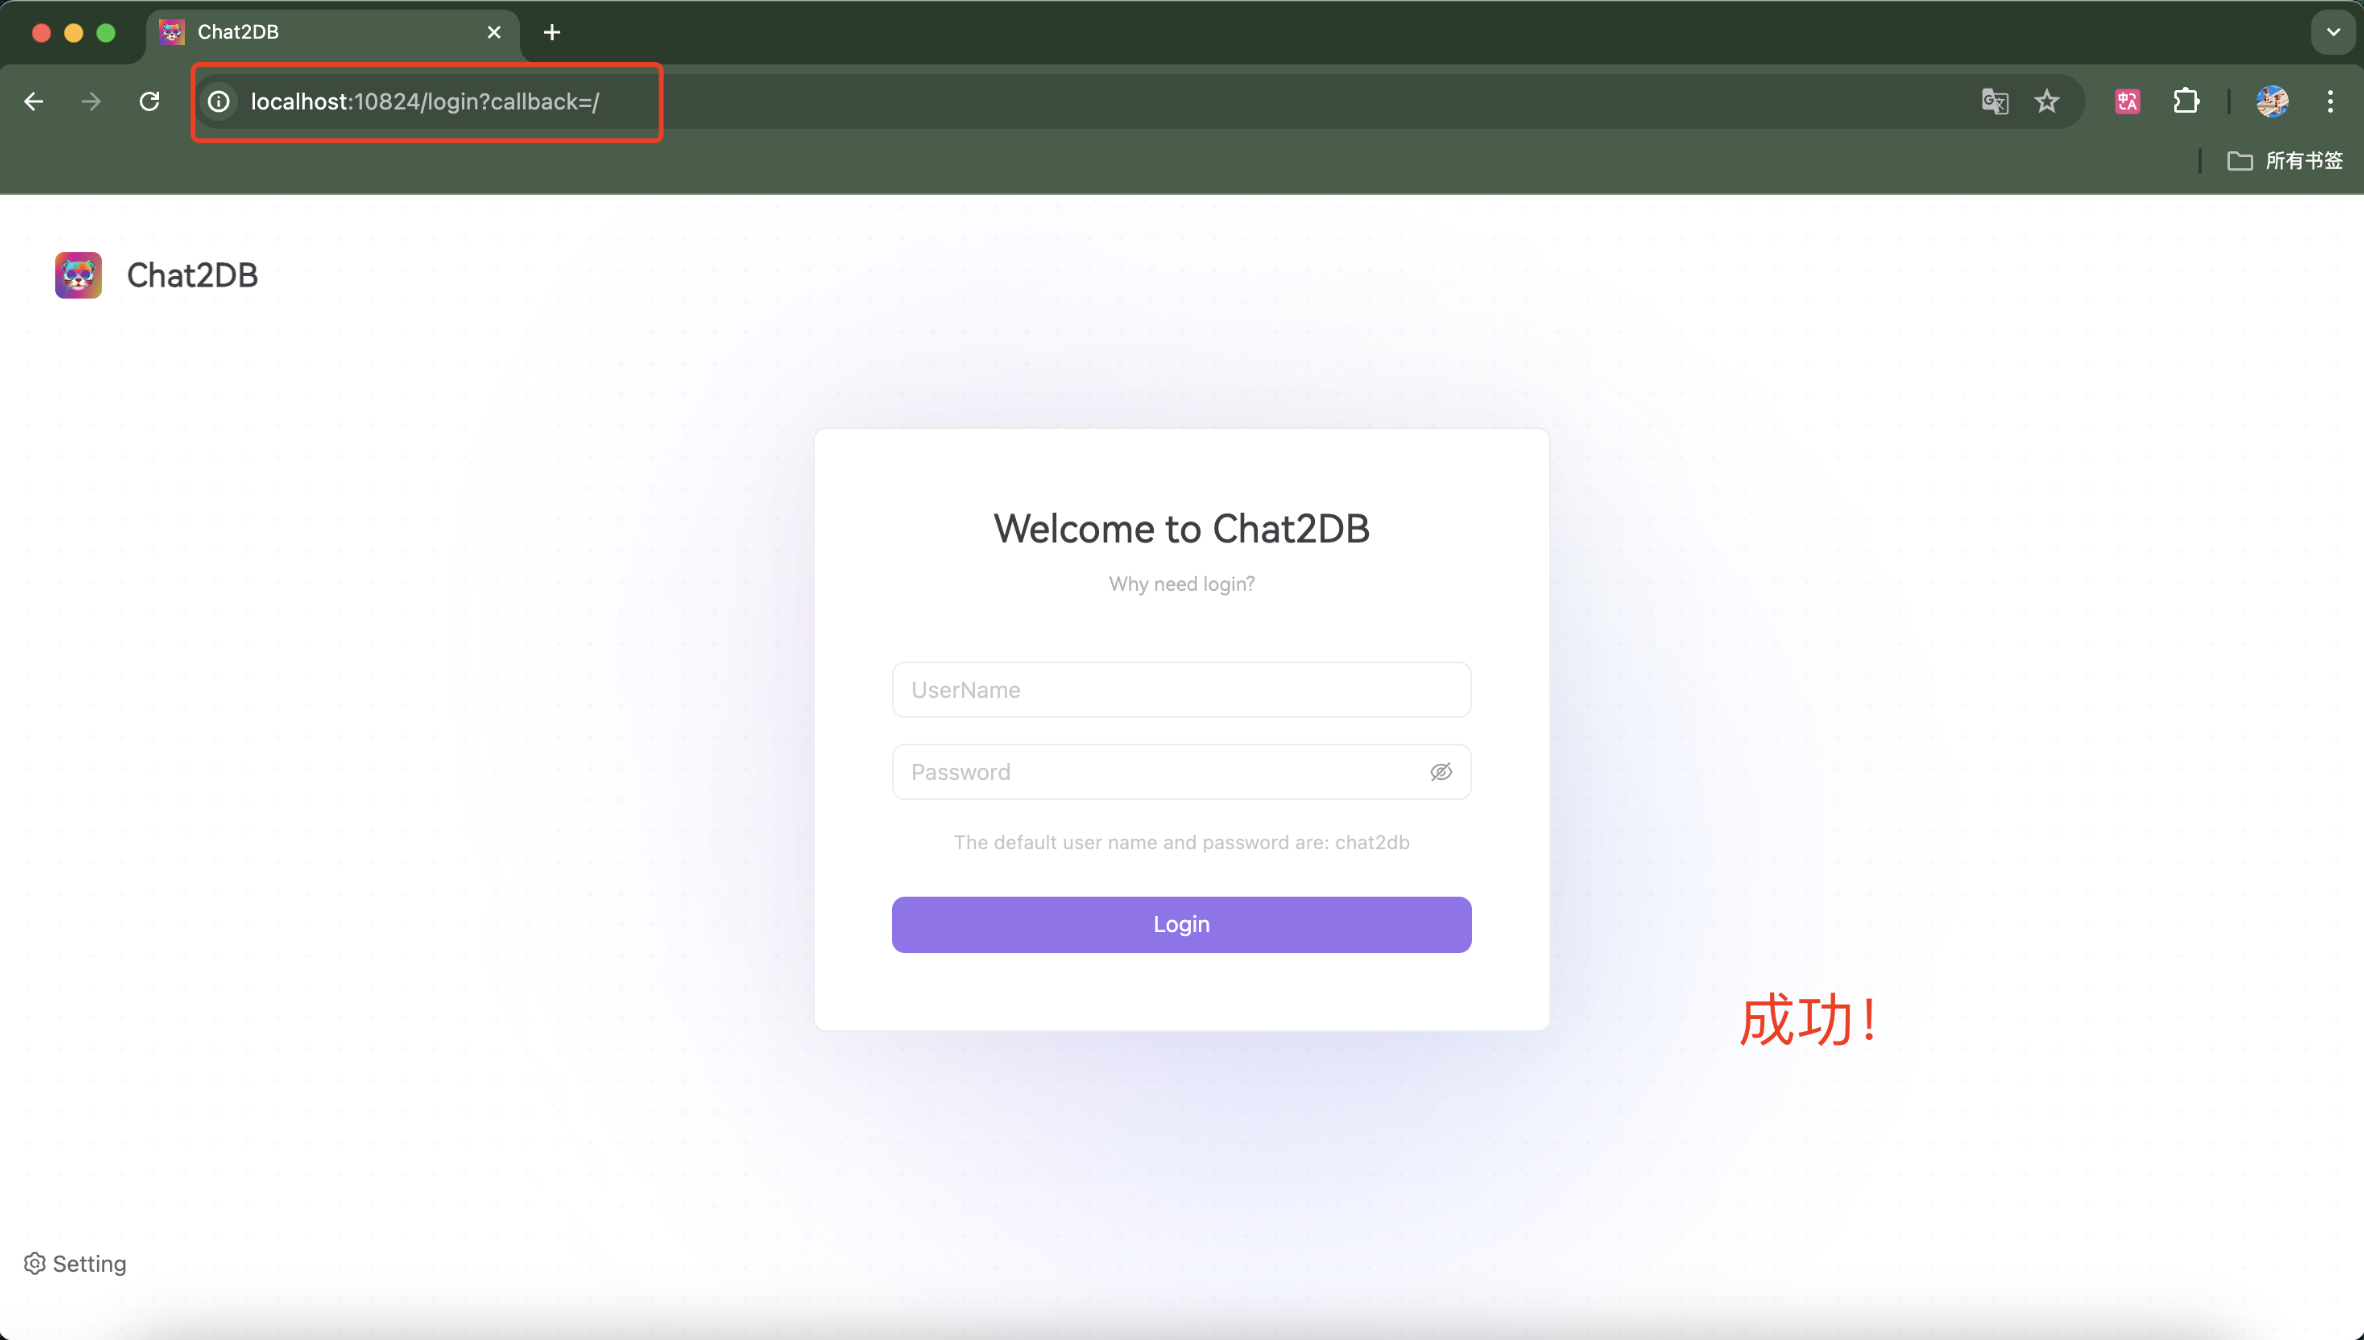 Chat2DB
localhost:10824/login?callback=/
所有书签
Chat2DB
Welcome to Chat2DB
Why need login?
UserName
Password
The default user name and password are: chat2db
Login
成功！
Setting